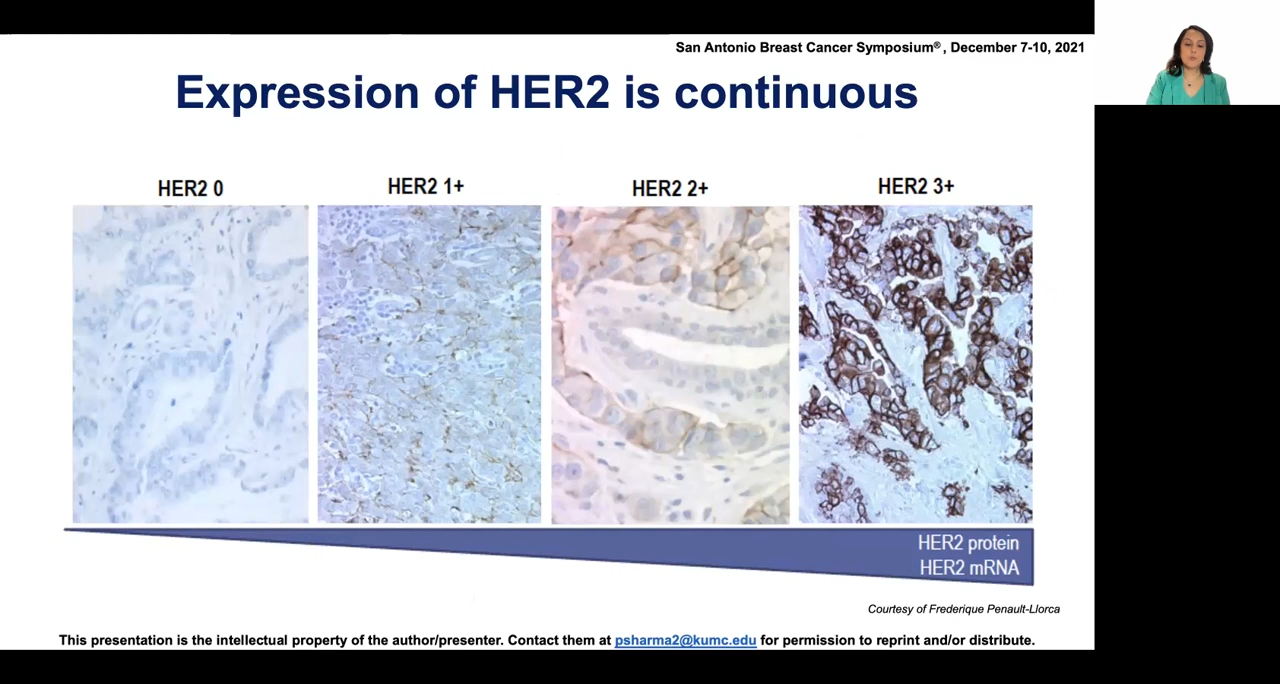 San Antonio Breast Cancer Symposium®, December 7-10, 2021
Expression of HER2 is continuous
HER2 0
HER2 1+
HER2 2+
HER2 3+
HER2 protein
HER2 mRNA
Courtesy of Frederique Penault-Llorca
This presentation is the intellectual property of the author/presenter. Contact them at psharma2@kumc.edu for permission to reprint and/or distribute.